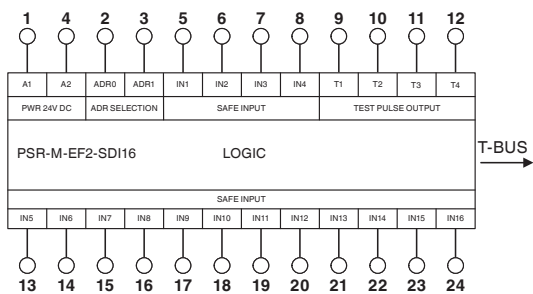 1 4 2 3 5 6 7 8 9 10 11 12
A1 A2 ADR0 ADR1 IN1 IN2 IN3 IN4 T1 T2 T3 T4
PWR 24V DC ADR SELECTION SAFE INPUT TEST PULSE OUTPUT
PSR-M-EF2-SDI16 LOGIC T-BUS
SAFE INPUT
IN5 IN6 IN7 IN8 IN9 IN10 IN11 IN12 IN13 IN14 IN15 IN16
13 14 15 16 17 18 19 20 21 22 23 24